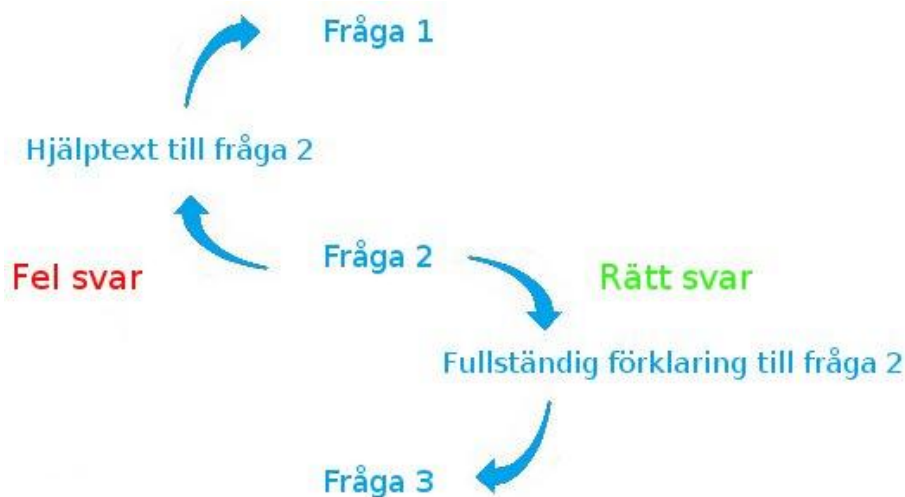 Fråga 1
Hjälptext till fråga 2
Fråga 2
Fel svar
Rätt svar
Fullständig förklaring till fråga 2
Fråga 3